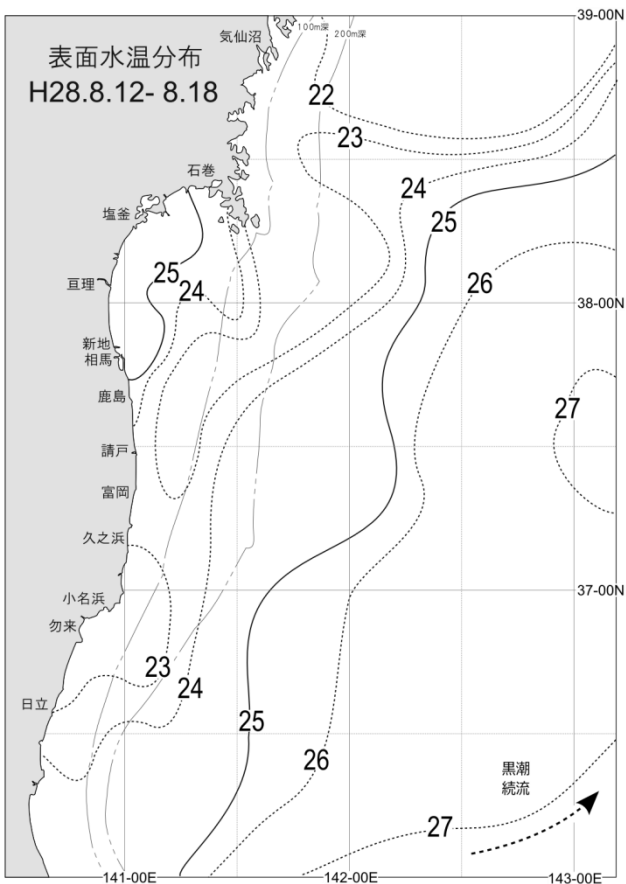 39-00N
気仙沼
100m深
200m深
表面水温分布
H28.8.12- 8.18
22
23
石巻
24
塩釜
25
25
26
亘理
24
38-00N
新地
相馬
鹿島
27
請戸
富岡
久之浜
小名浜
37-00N
勿来
23
24
日立
25
26
黒潮
続流
27
141-00E
142-00E
143-00E